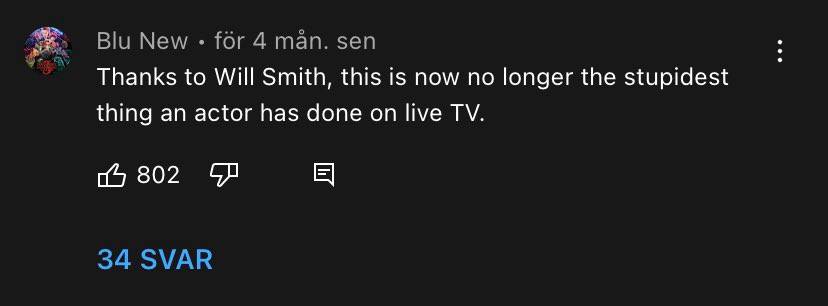 Blu New • för 4 mån. sen
Thanks to Will Smith, this is now no longer the stupidest
thing an actor has done on live TV.
802
34 SVAR